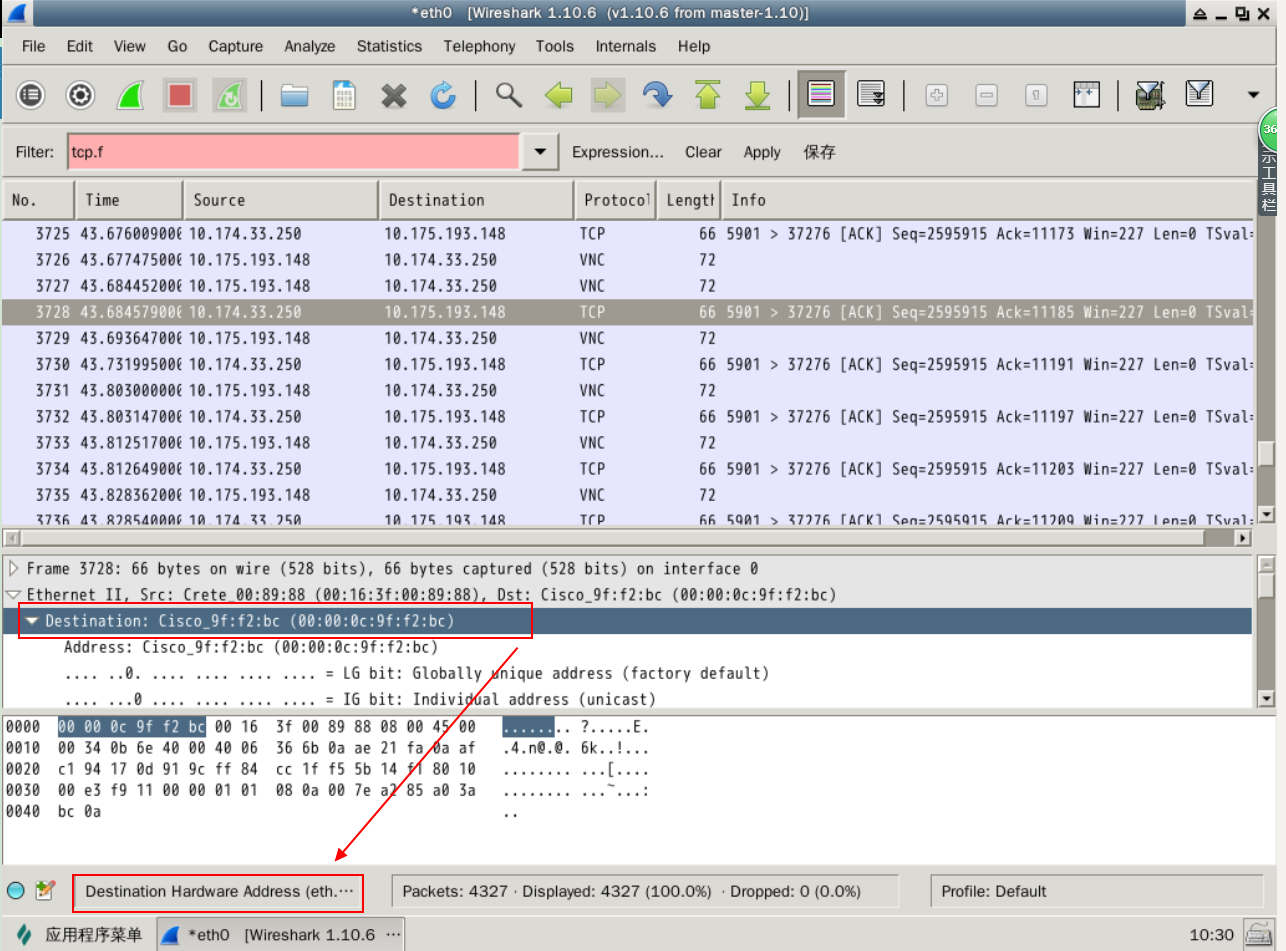 *eth0 [Wireshark 1.10.6 (v1.10.6 from master-1.10)]
File Edit View Go Capture Analyze Statistics Telephony Tools Internals Help
Filter: tcp.f Expression... Clear Apply 保存
36
示工具栏
No. Time Source Destination Protocol Length Info
3725 43.676009000 10.174.33.250 10.175.193.148 TCP 66 5901 > 37276 [ACK] Seq=2595915 Ack=11173 Win=227 Len=0 TSval=
3726 43.677475000 10.175.193.148 10.174.33.250 VNC 72
3727 43.684452000 10.175.193.148 10.174.33.250 VNC 72
3728 43.684579000 10.174.33.250 10.175.193.148 TCP 66 5901 > 37276 [ACK] Seq=2595915 Ack=11185 Win=227 Len=0 TSval=
3729 43.693647000 10.175.193.148 10.174.33.250 VNC 72
3730 43.731995000 10.174.33.250 10.175.193.148 TCP 66 5901 > 37276 [ACK] Seq=2595915 Ack=11191 Win=227 Len=0 TSval=
3731 43.803000000 10.175.193.148 10.174.33.250 VNC 72
3732 43.803147000 10.174.33.250 10.175.193.148 TCP 66 5901 > 37276 [ACK] Seq=2595915 Ack=11197 Win=227 Len=0 TSval=
3733 43.812517000 10.175.193.148 10.174.33.250 VNC 72
3734 43.812649000 10.174.33.250 10.175.193.148 TCP 66 5901 > 37276 [ACK] Seq=2595915 Ack=11203 Win=227 Len=0 TSval=
3735 43.828362000 10.175.193.148 10.174.33.250 VNC 72
3736 43.828540000 10.174.33.250 10.175.193.148 TCP 66 5901 > 37276 [ACK] Seq=2595915 Ack=11209 Win=227 Len=0 TSval=
Frame 3728: 66 bytes on wire (528 bits), 66 bytes captured (528 bits) on interface 0
Ethernet II, Src: Crete_00:89:88 (00:16:3f:00:89:88), Dst: Cisco_9f:f2:bc (00:00:0c:9f:f2:bc)
Destination: Cisco_9f:f2:bc (00:00:0c:9f:f2:bc)
Address: Cisco_9f:f2:bc (00:00:0c:9f:f2:bc)
.... ..0. .... .... .... .... = LG bit: Globally unique address (factory default)
.... ...0 .... .... .... .... = IG bit: Individual address (unicast)
0000 00 00 0c 9f f2 bc 00 16 3f 00 89 88 08 00 45 00 ........ ?.....E.
0010 00 34 0b 6e 40 00 40 06 36 6b 0a ae 21 fa 0a af .4.n@.@. 6k..!...
0020 c1 94 17 0d 91 9c ff 84 cc 1f f5 5b 14 f1 80 10 ........ ...[....
0030 00 e3 f9 11 00 00 01 01 08 0a 00 7e a2 85 a0 3a ........ ...~...:
0040 bc 0a ..
Destination Hardware Address (eth.··· Packets: 4327 · Displayed: 4327 (100.0%) · Dropped: 0 (0.0%) Profile: Default
应用程序菜单 *eth0 [Wireshark 1.10.6 ··· 10:30